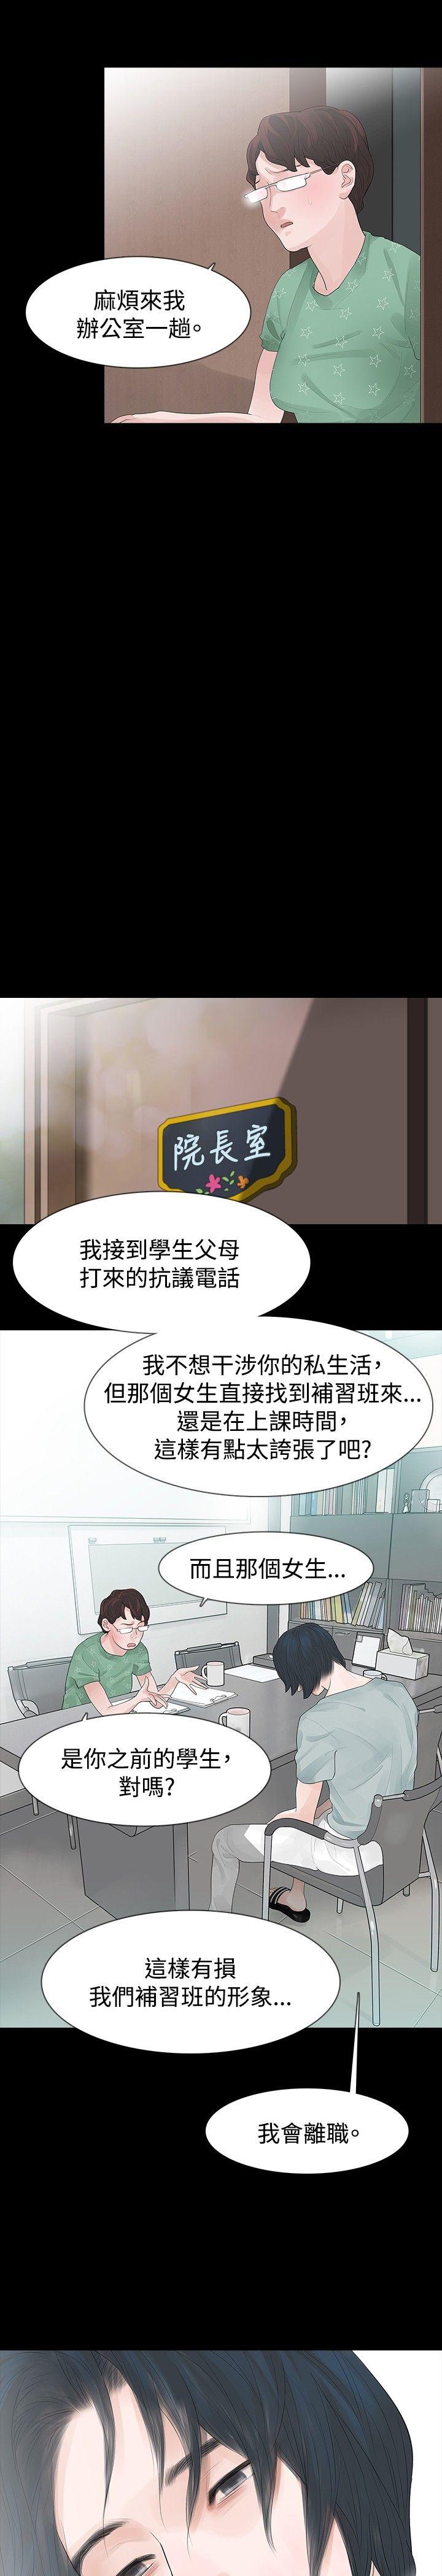 麻煩來我
辦公室一趟。
院長室
我接到學生父母
打來的抗議電話
我不想干涉你的私生活,
但那個女生直接找到補習班來...
還是在上課時間,
這樣有點太誇張了吧?
而且那個女生...
是你之前的學生,
對嗎?
這樣有損
我們補習班的形象...
我會離職。